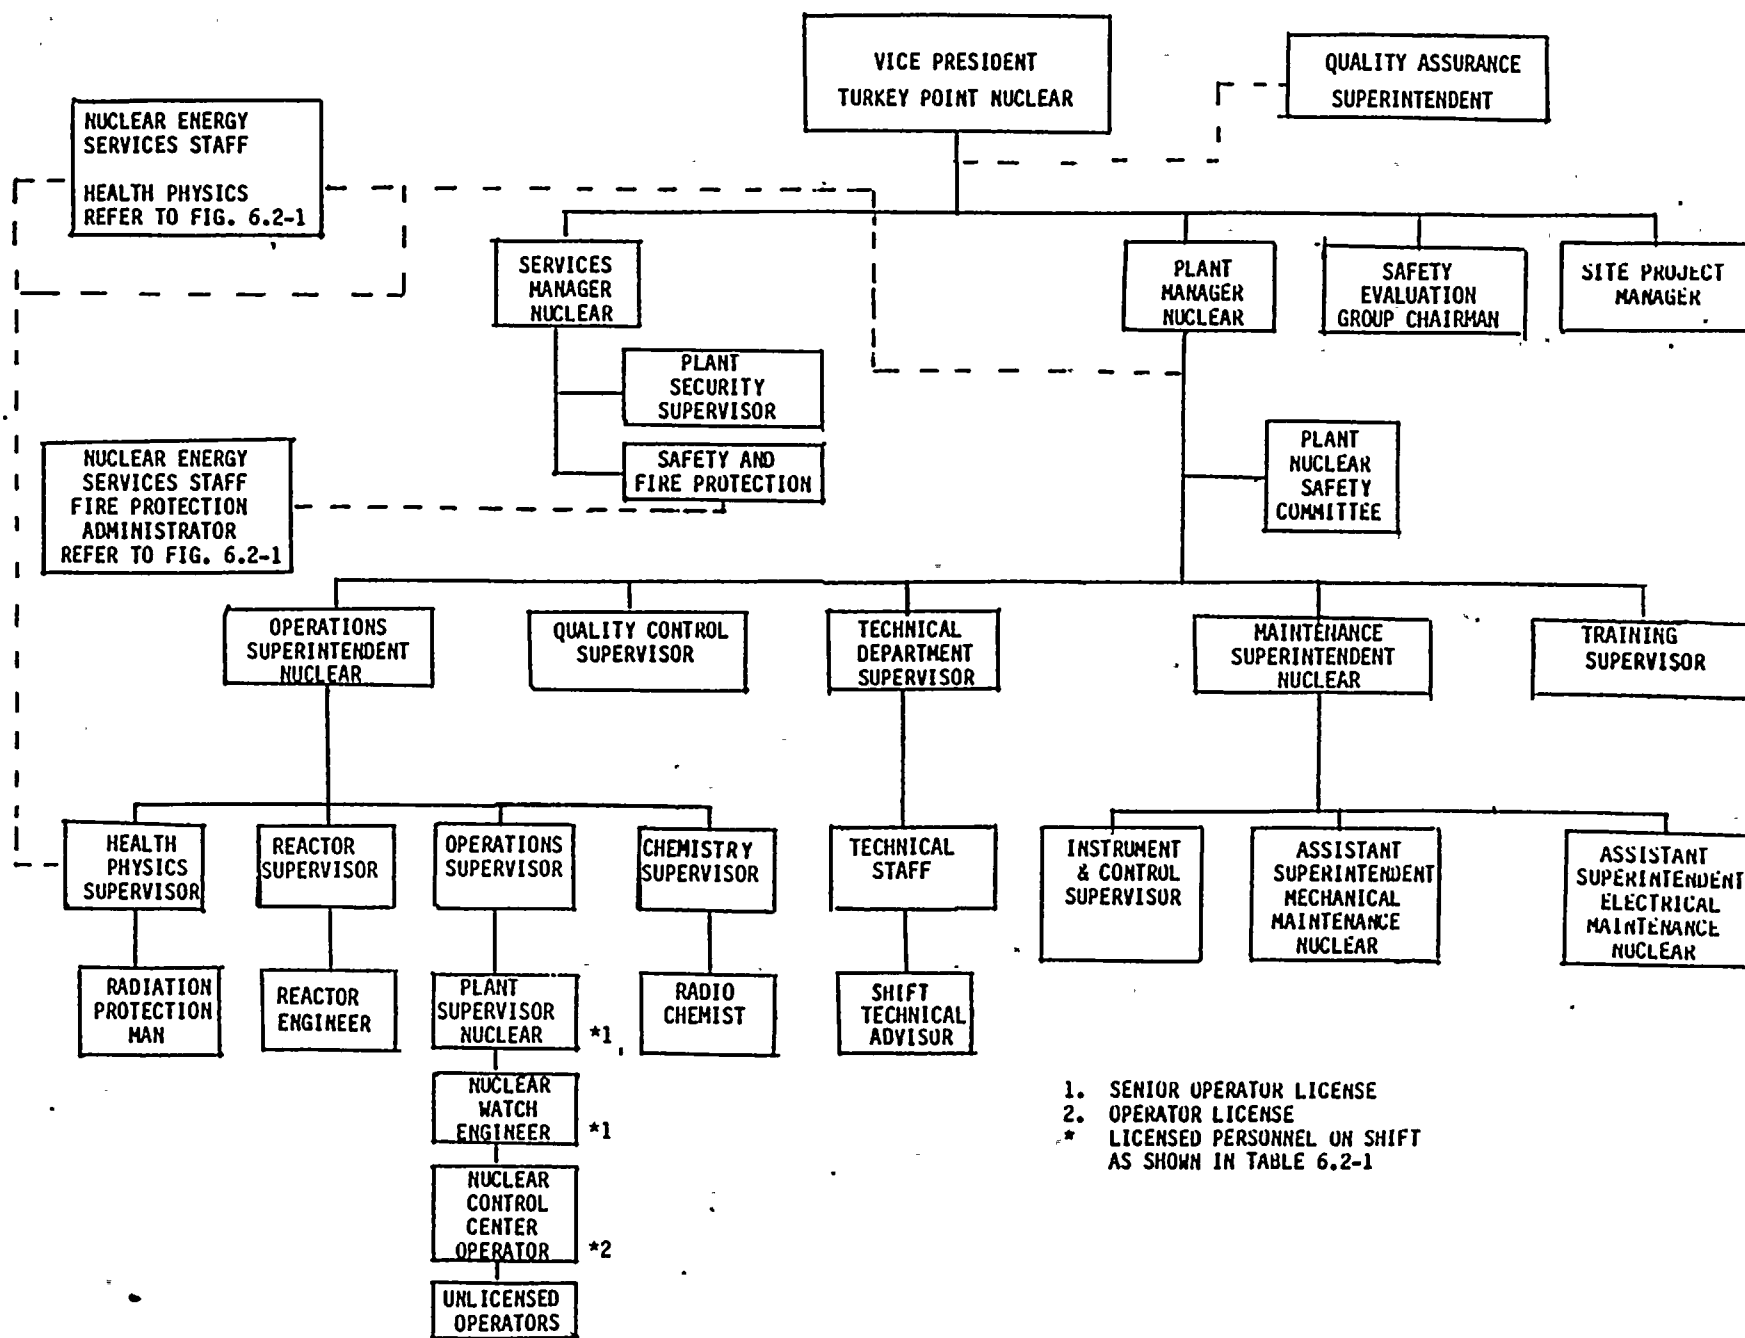 VICE PRESIDENT
TURKEY POINT NUCLEAR
QUALITY ASSURANCE
SUPERINTENDENT
NUCLEAR ENERGY
SERVICES STAFF
HEALTH PHYSICS
REFER TO FIG. 6.2-1
SERVICES
MANAGER
NUCLEAR
PLANT
MANAGER
NUCLEAR
SAFETY
EVALUATION
GROUP CHAIRMAN
SITE PROJECT
MANAGER
PLANT
SECURITY
SUPERVISOR
SAFETY AND
FIRE PROTECTION
NUCLEAR ENERGY
SERVICES STAFF
FIRE PROTECTION
ADMINISTRATOR
REFER TO FIG. 6.2-1
PLANT
NUCLEAR
SAFETY
COMMITTEE
OPERATIONS
SUPERINTENDENT
NUCLEAR
QUALITY CONTROL
SUPERVISOR
TECHNICAL
DEPARTMENT
SUPERVISOR
MAINTENANCE
SUPERINTENDENT
NUCLEAR
TRAINING
SUPERVISOR
HEALTH
PHYSICS
SUPERVISOR
REACTOR
SUPERVISOR
OPERATIONS
SUPERVISOR
CHEMISTRY
SUPERVISOR
TECHNICAL
STAFF
INSTRUMENT
& CONTROL
SUPERVISOR
ASSISTANT
SUPERINTENDENT
MECHANICAL
MAINTENANCE
NUCLEAR
ASSISTANT
SUPERINTENDENT
ELECTRICAL
MAINTENANCE
NUCLEAR
RADIATION
PROTECTION
MAN
REACTOR
ENGINEER
PLANT
SUPERVISOR
NUCLEAR *1
RADIO
CHEMIST
SHIFT
TECHNICAL
ADVISOR
NUCLEAR
WATCH
ENGINEER *1
NUCLEAR
CONTROL
CENTER
OPERATOR *2
UNLICENSED
OPERATORS
1. SENIOR OPERATOR LICENSE
2. OPERATOR LICENSE
* LICENSED PERSONNEL ON SHIFT
AS SHOWN IN TABLE 6.2-1